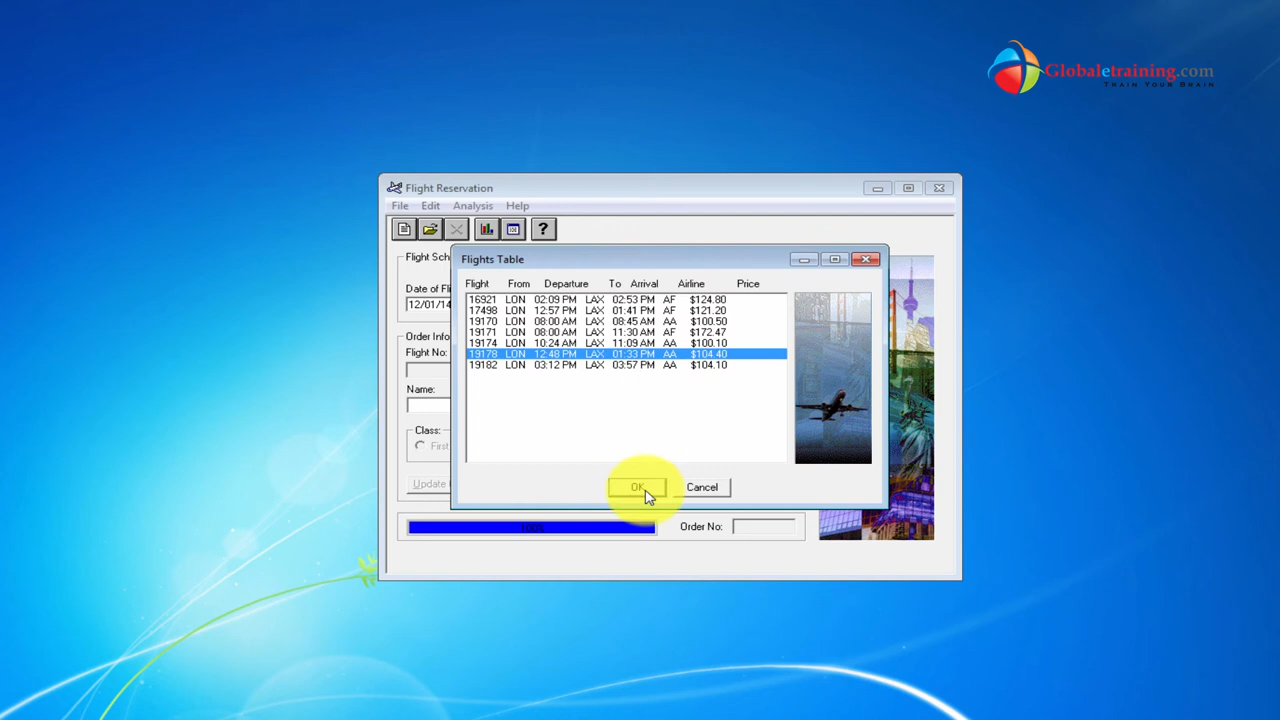 Globaletraining.com
TRAIN YOUR BRAIN
Flight Reservation
File Edit Analysis Help
?
Flights Table
Flight Sch
Flight From Departure To Arrival Airline Price
Date of Fli
12/01/14
16921 LON 02:09 PM LAX 02:53 PM AF $124.80
17498 LON 12:57 PM LAX 01:41 PM AF $121.20
19170 LON 08:00 AM LAX 08:45 AM AA $100.50
19171 LON 08:00 AM LAX 11:30 AM AF $172.47
19174 LON 10:24 AM LAX 11:09 AM AA $100.10
19178 LON 12:48 PM LAX 01:33 PM AA $104.40
19182 LON 03:12 PM LAX 03:57 PM AA $104.10
Order Info
Flight No:
Name:
Class:
First
Update
OK Cancel
100% Order No: